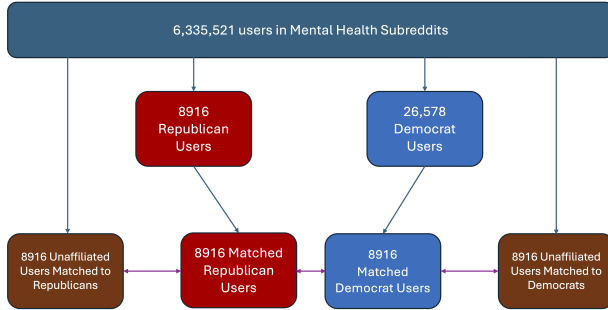 6,335,521 users in Mental Health Subreddits
8916
Republican
Users
26,578
Democrat
Users
8916 Unaffiliated
Users Matched to
Republicans
8916 Matched
Republican
Users
8916
Matched
Democrat Users
8916 Unaffiliated
Users Matched to
Democrats